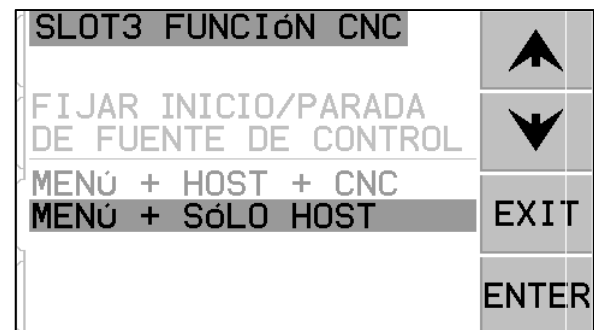 SLOT3 FUNCIóN CNC
FIJAR INICIO/PARADA
DE FUENTE DE CONTROL
MENú + HOST + CNC
MENú + SóLO HOST
EXIT
ENTER